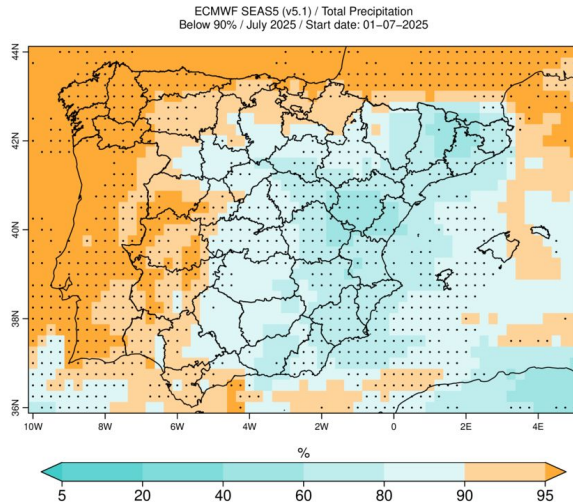 ECMWF SEAS5 (v5.1) / Total Precipitation
Below 90% / July 2025 / Start date: 01−07−2025
44N
42N
40N
38N
36N
10W 8W 6W 4W 2W 0 2E 4E
%
5 20 40 60 80 90 95